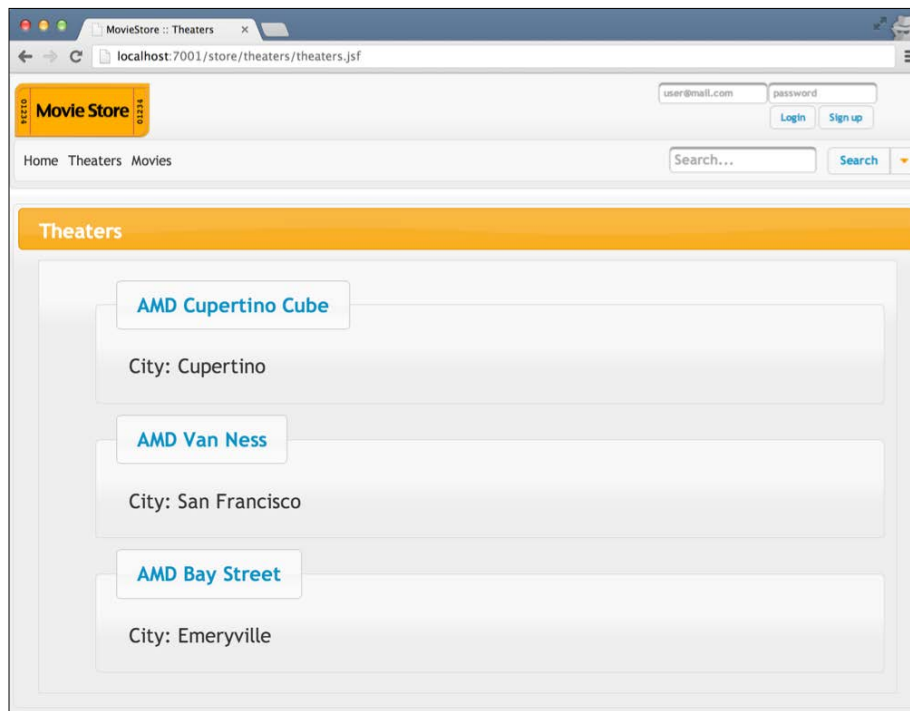 MovieStore :: Theaters
localhost:7001/store/theaters/theaters.jsf
01234 Movie Store 01234
user@mail.com password
Login Sign up
Home Theaters Movies Search... Search
Theaters
AMD Cupertino Cube
City: Cupertino
AMD Van Ness
City: San Francisco
AMD Bay Street
City: Emeryville